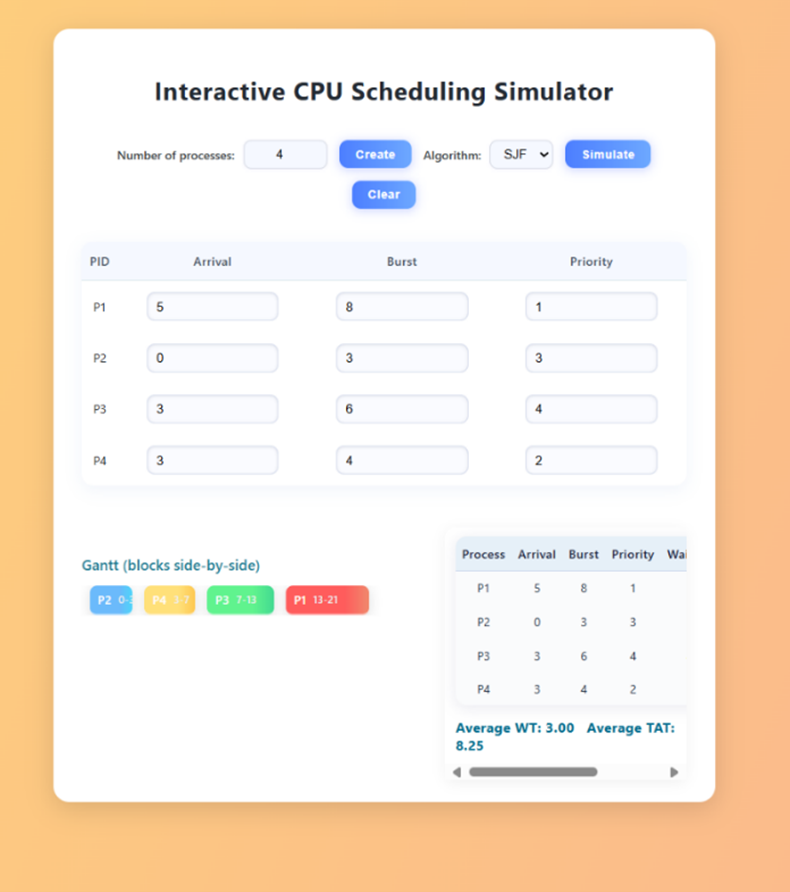 Interactive CPU Scheduling Simulator
Number of processes: 4 Create Algorithm: SJF Simulate
Clear
PID Arrival Burst Priority
P1 5 8 1
P2 0 3 3
P3 3 6 4
P4 3 4 2
Gantt (blocks side-by-side)
P2 0-3 P4 3-7 P3 7-13 P1 13-21
Process Arrival Burst Priority Wai
P1 5 8 1
P2 0 3 3
P3 3 6 4
P4 3 4 2
Average WT: 3.00 Average TAT:
8.25